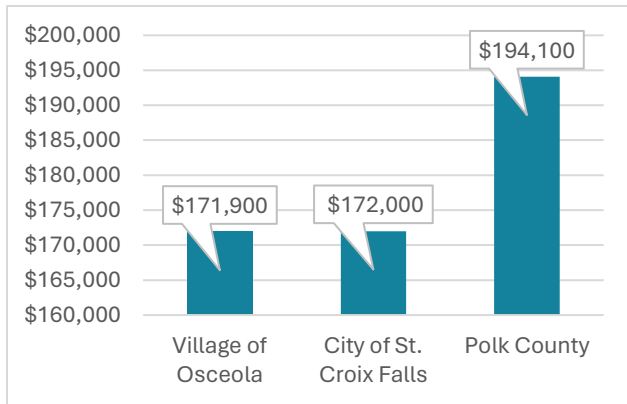 $200,000
$195,000
$190,000
$185,000
$180,000
$175,000
$170,000
$165,000
$160,000
$171,900
$172,000
$194,100
Village of
Osceola
City of St.
Croix Falls
Polk County